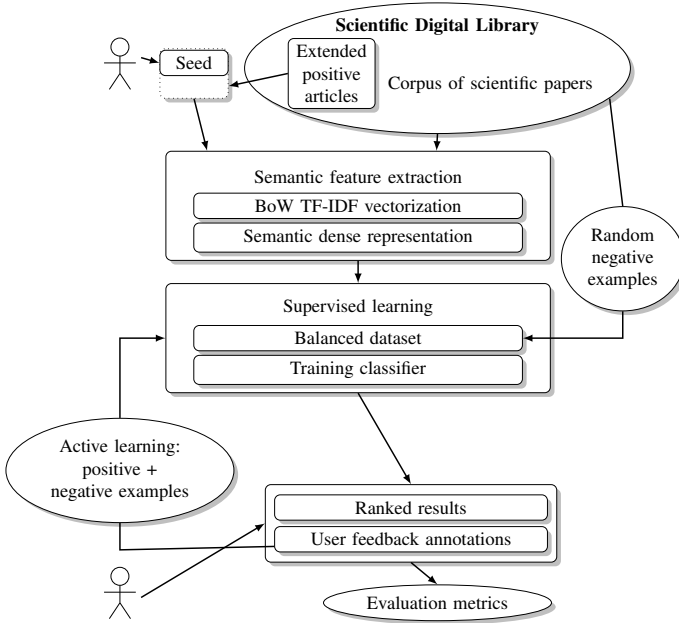 Scientific Digital Library
Seed
Extended
positive
articles
Corpus of scientific papers
Semantic feature extraction
BoW TF-IDF vectorization
Semantic dense representation
Random
negative
examples
Supervised learning
Balanced dataset
Training classifier
Active learning:
positive +
negative examples
Ranked results
User feedback annotations
Evaluation metrics